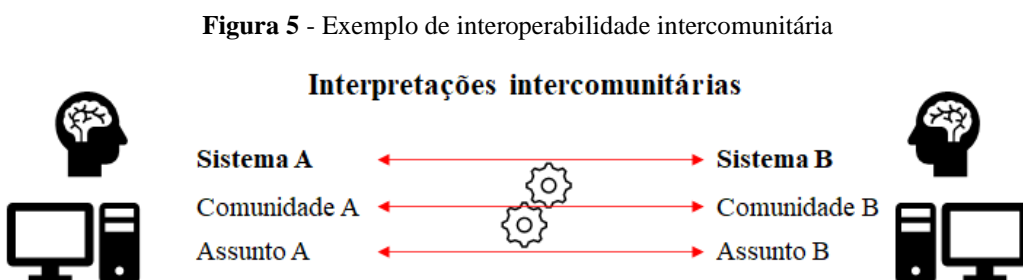 Figura 5 - Exemplo de interoperabilidade intercomunitária
Interpretações intercomunitárias
Sistema A Sistema B
Comunidade A Comunidade B
Assunto A Assunto B